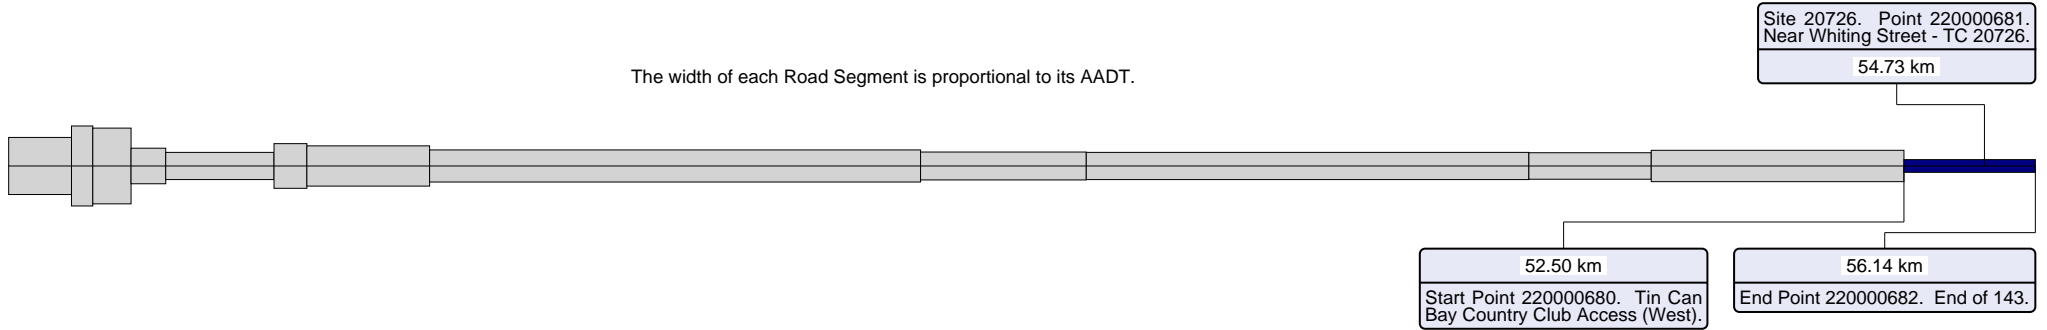 Site 20726. Point 220000681.
Near Whiting Street - TC 20726.
54.73 km
The width of each Road Segment is proportional to its AADT.
52.50 km
Start Point 220000680. Tin Can
Bay Country Club Access (West).
56.14 km
End Point 220000682. End of 143.